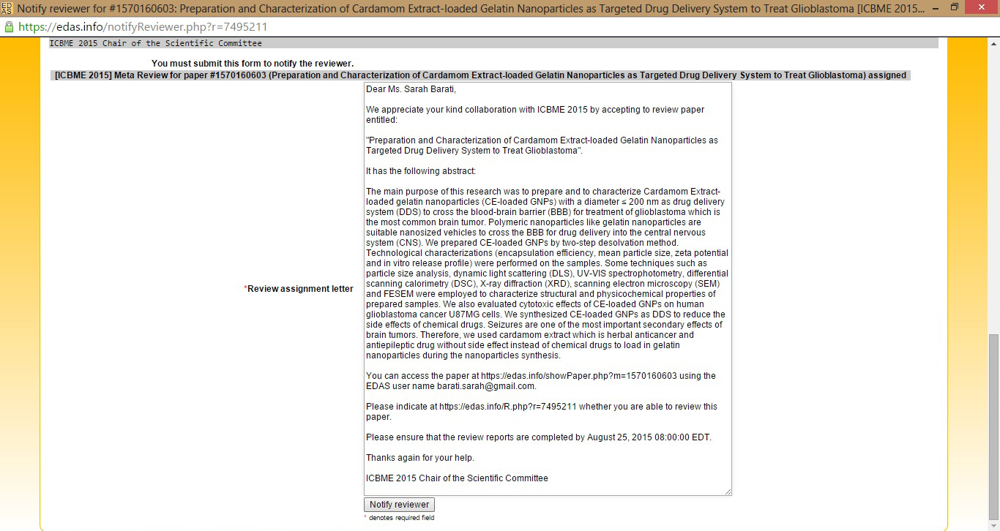 ED
AS
Notify reviewer for #1570160603: Preparation and Characterization of Cardamom Extract-loaded Gelatin Nanoparticles as Targeted Drug Delivery System to Treat Glioblastoma [ICBME 2015...
https://edas.info/notifyReviewer.php?r=7495211
ICBME 2015 Chair of the Scientific Committee
You must submit this form to notify the reviewer.
[ICBME 2015] Meta Review for paper #1570160603 (Preparation and Characterization of Cardamom Extract-loaded Gelatin Nanoparticles as Targeted Drug Delivery System to Treat Glioblastoma) assigned
*Review assignment letter
Dear Ms. Sarah Barati,
We appreciate your kind collaboration with ICBME 2015 by accepting to review paper
entitled:
"Preparation and Characterization of Cardamom Extract-loaded Gelatin Nanoparticles as
Targeted Drug Delivery System to Treat Glioblastoma".
It has the following abstract:
The main purpose of this research was to prepare and to characterize Cardamom Extract-
loaded gelatin nanoparticles (CE-loaded GNPs) with a diameter ≤ 200 nm as drug delivery
system (DDS) to cross the blood-brain barrier (BBB) for treatment of glioblastoma which is
the most common brain tumor. Polymeric nanoparticles like gelatin nanoparticles are
suitable nanosized vehicles to cross the BBB for drug delivery into the central nervous
system (CNS). We prepared CE-loaded GNPs by two-step desolvation method.
Technological characterizations (encapsulation efficiency, mean particle size, zeta potential
and in vitro release profile) were performed on the samples. Some techniques such as
particle size analysis, dynamic light scattering (DLS), UV-VIS spectrophotometry, differential
scanning calorimetry (DSC), X-ray diffraction (XRD), scanning electron microscopy (SEM)
and FESEM were employed to characterize structural and physicochemical properties of
prepared samples. We also evaluated cytotoxic effects of CE-loaded GNPs on human
glioblastoma cancer U87MG cells. We synthesized CE-loaded GNPs as DDS to reduce the
side effects of chemical drugs. Seizures are one of the most important secondary effects of
brain tumors. Therefore, we used cardamom extract which is herbal anticancer and
antiepileptic drug without side effect instead of chemical drugs to load in gelatin
nanoparticles during the nanoparticles synthesis.
You can access the paper at https://edas.info/showPaper.php?m=1570160603 using the
EDAS user name barati.sarah@gmail.com.
Please indicate at https://edas.info/R.php?r=7495211 whether you are able to review this
paper.
Please ensure that the review reports are completed by August 25, 2015 08:00:00 EDT.
Thanks again for your help.
ICBME 2015 Chair of the Scientific Committee
Notify reviewer
* denotes required field